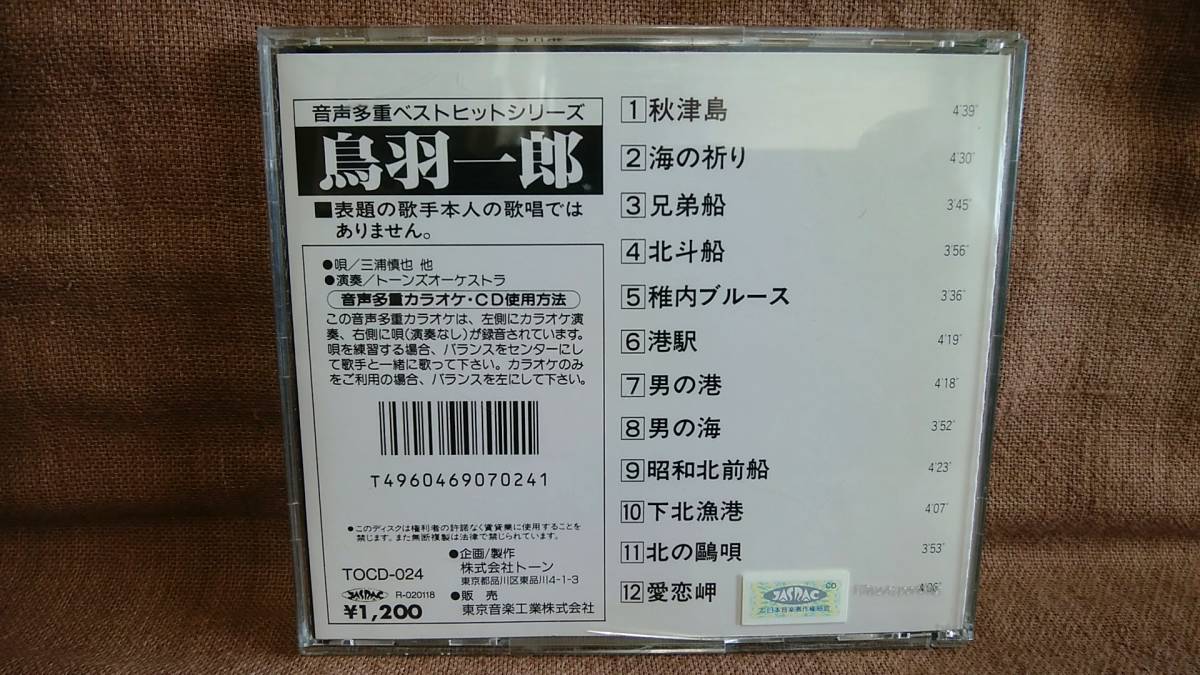 音声多重ベストヒットシリーズ
鳥羽一郎
■表題の歌手本人の歌唱では
ありません。
●唄/三浦慎也 他
●演奏/トーンズオーケストラ
音声多重カラオケ・CD使用方法
この音声多重カラオケは、左側にカラオケ演
奏、右側に唄(演奏なし)が録音されています。
唄を練習する場合、バランスをセンターにし
て歌手と一緒に歌って下さい。カラオケのみ
をご利用の場合、バランスを左にして下さい。
T4960469070241
●このディスクは権利者の許諾なく賃貸業に使用することを
禁じます。また無断複製は法律で禁じられています。
●企画/製作
株式会社トーン
東京都品川区東品川4-1-3
●販 売
東京音楽工業株式会社
TOCD-024
JASRAC R-020118
¥1,200
1 秋津島 4'39"
2 海の祈り 4'30"
3 兄弟船 3'45"
4 北斗船 3'56"
5 稚内ブルース 3'36"
6 港駅 4'19"
7 男の港 4'18"
8 男の海 3'52"
9 昭和北前船 4'23"
10 下北漁港 4'07"
11 北の鷗唄 3'53"
12 愛恋岬 4'06"
JASRAC
CD
日本音楽著作権協会